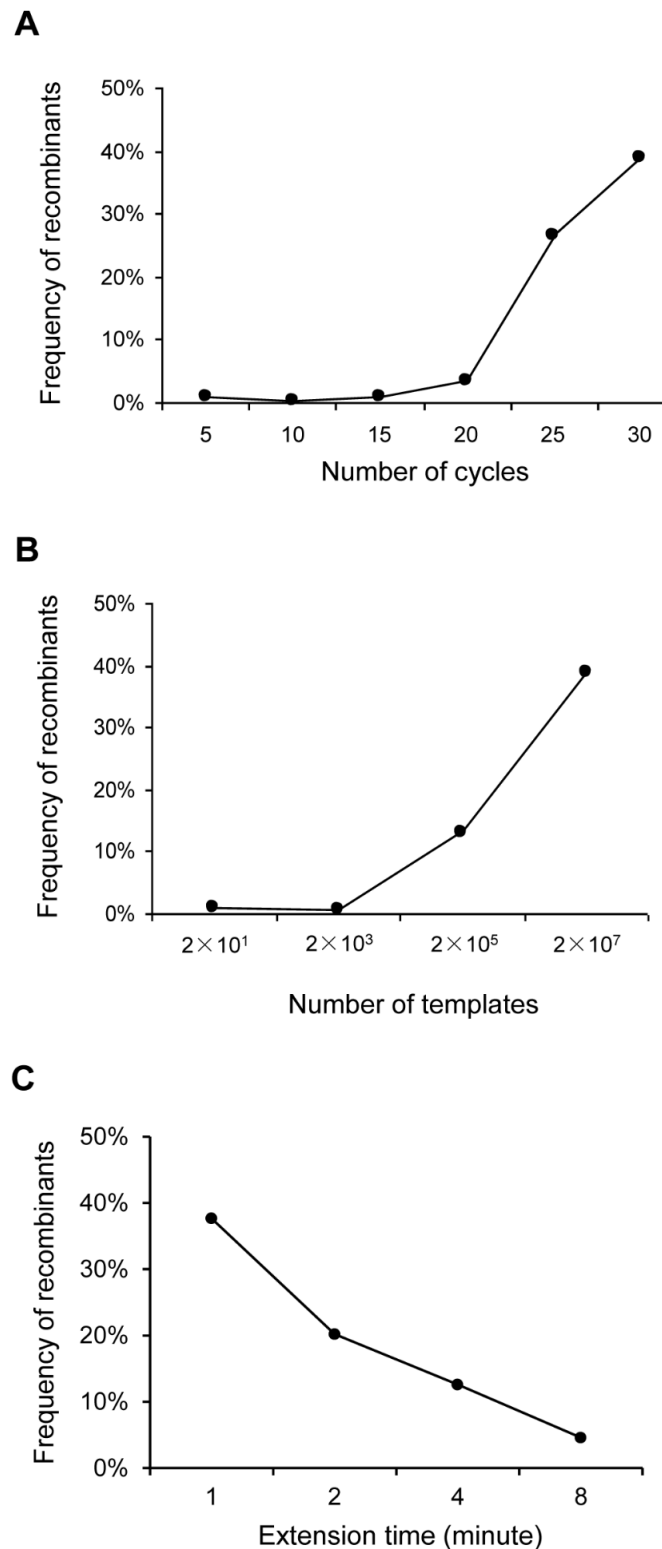 A
Frequency of recombinants
50%
40%
30%
20%
10%
0%
5 10 15 20 25 30
Number of cycles
B
Frequency of recombinants
50%
40%
30%
20%
10%
0%
2×10¹ 2×10³ 2×10⁵ 2×10⁷
Number of templates
C
Frequency of recombinants
50%
40%
30%
20%
10%
0%
1 2 4 8
Extension time (minute)